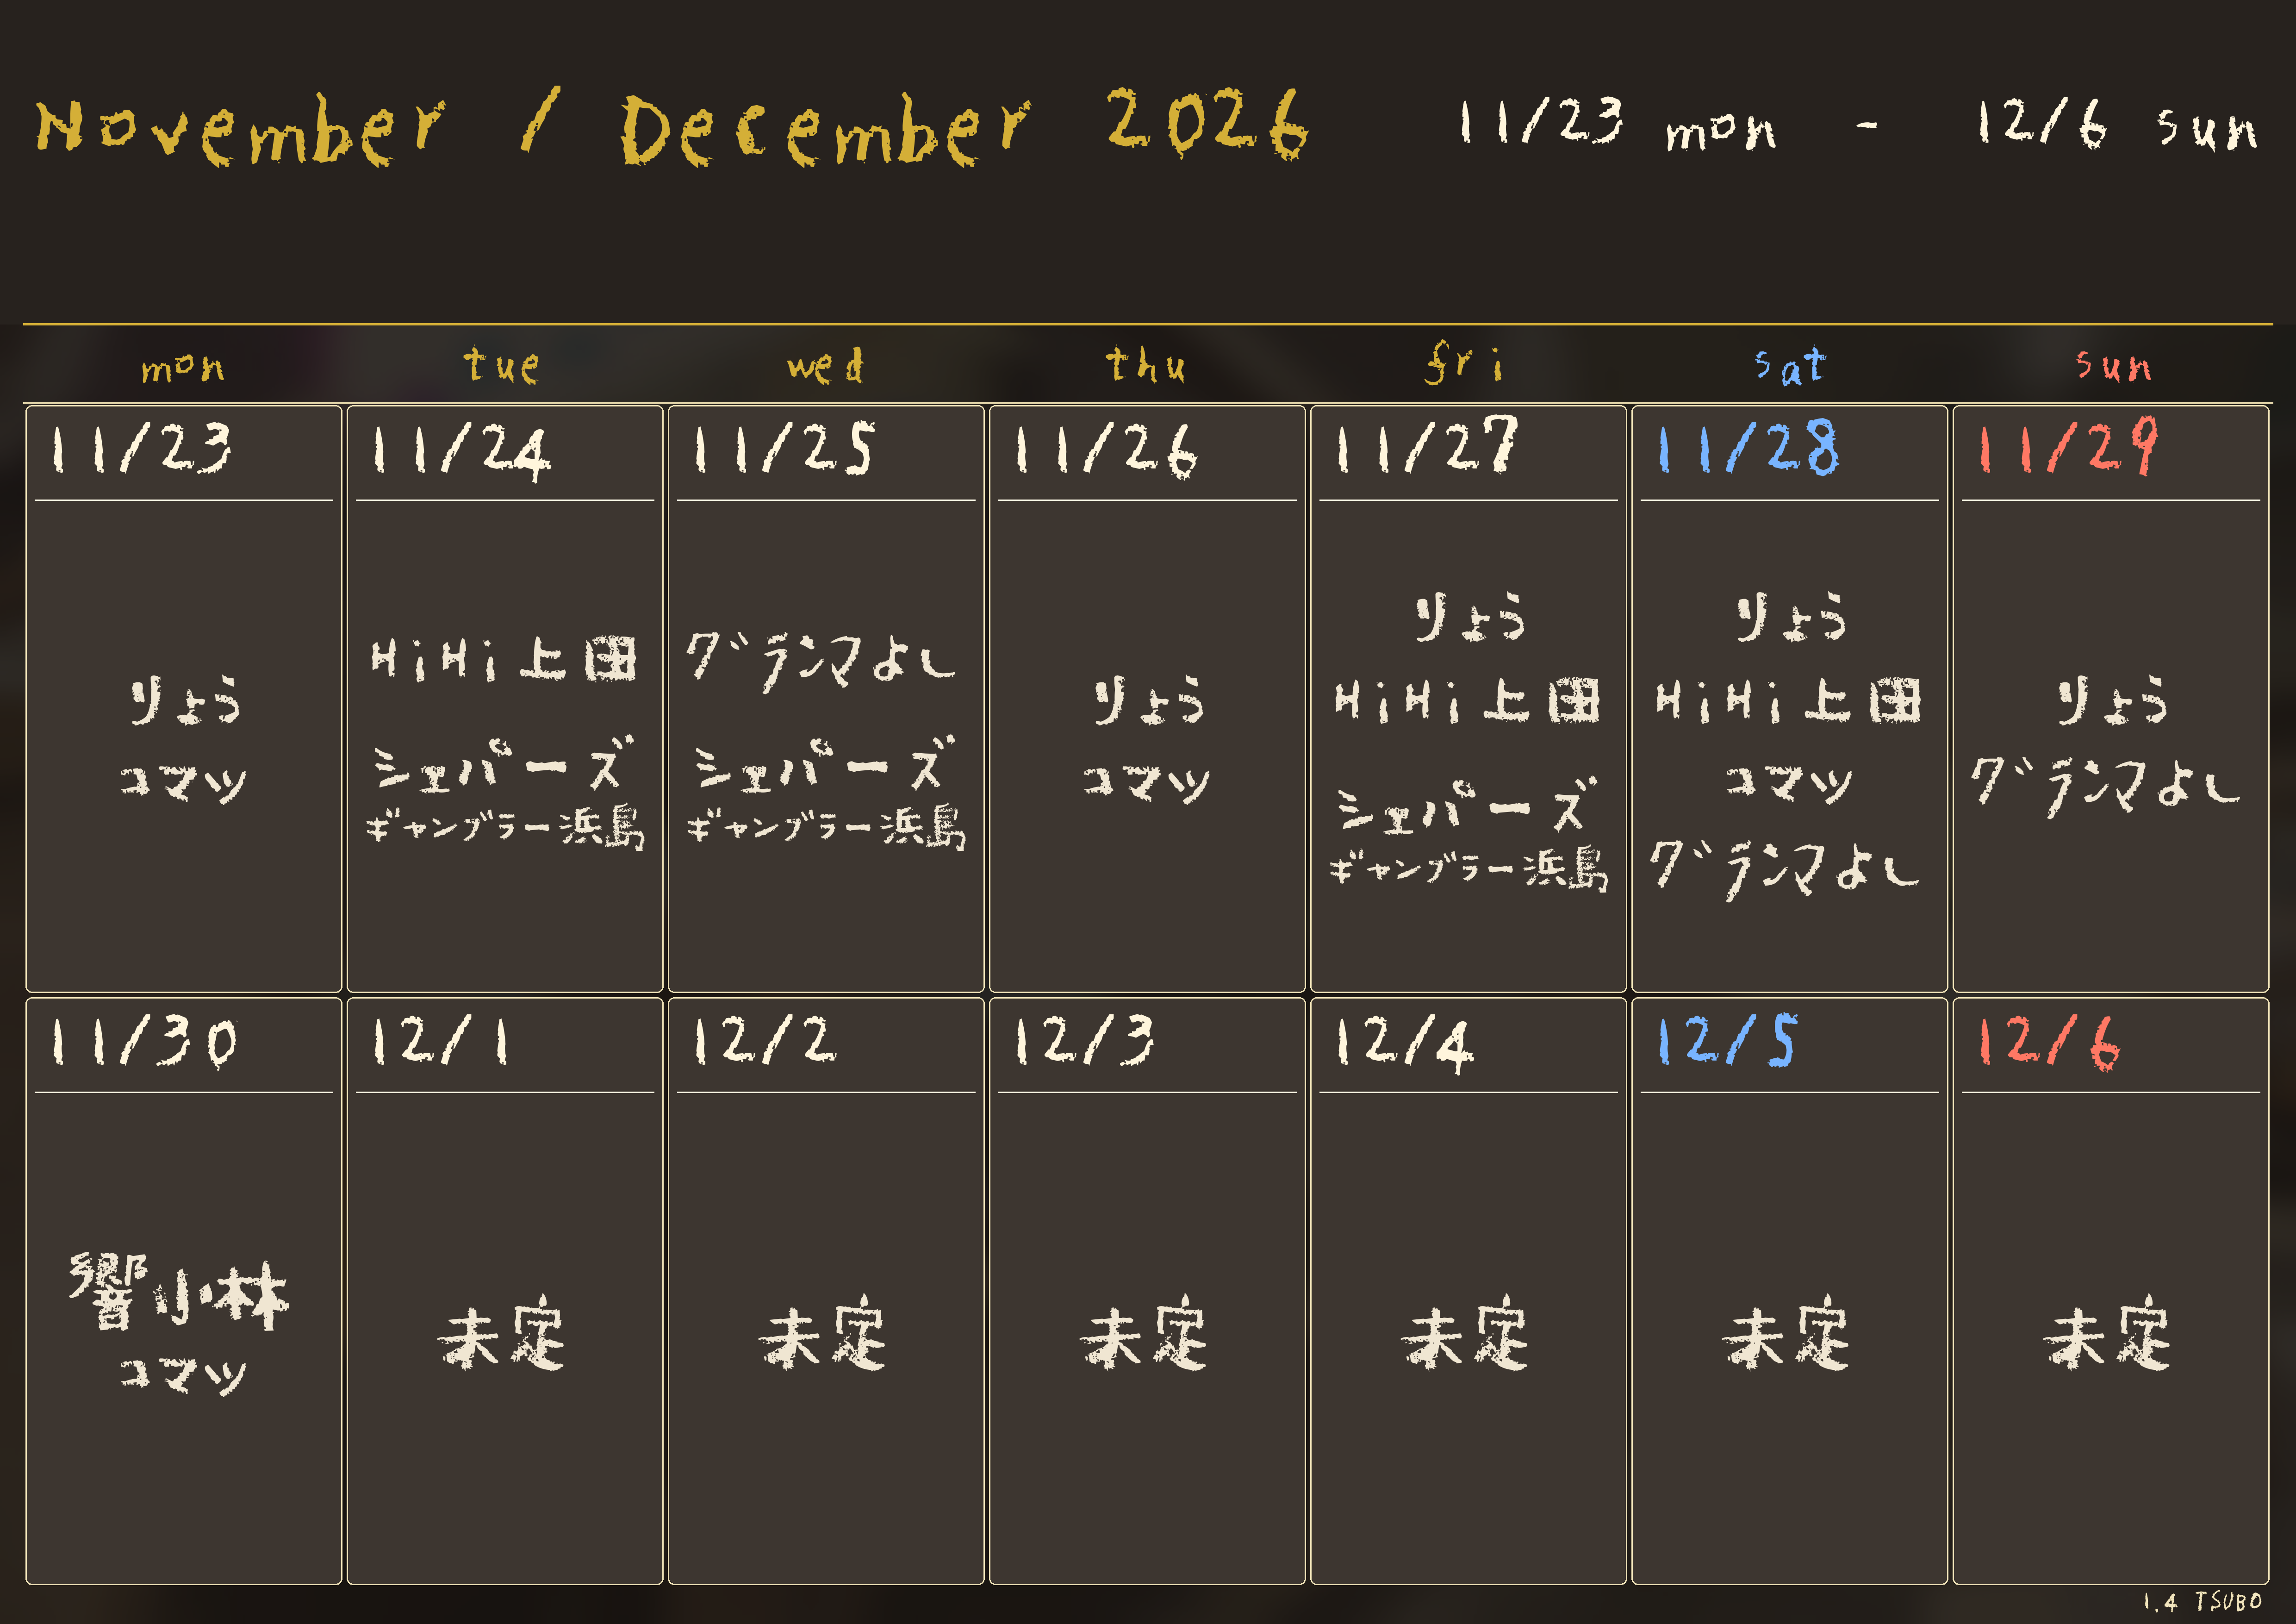 November / December 2026
11/23 mon - 12/6 sun
mon tue wed thu fri sat sun
11/23
りょう
コマツ
11/24
HiHi上田
シェパーズ
ギャンブラー浜島
11/25
グランマよし
シェパーズ
ギャンブラー浜島
11/26
りょう
コマツ
11/27
りょう
HiHi上田
シェパーズ
ギャンブラー浜島
11/28
りょう
HiHi上田
コマツ
グランマよし
11/29
りょう
グランマよし
11/30
響小林
コマツ
12/1
未定
12/2
未定
12/3
未定
12/4
未定
12/5
未定
12/6
未定
1.4 TSUBO